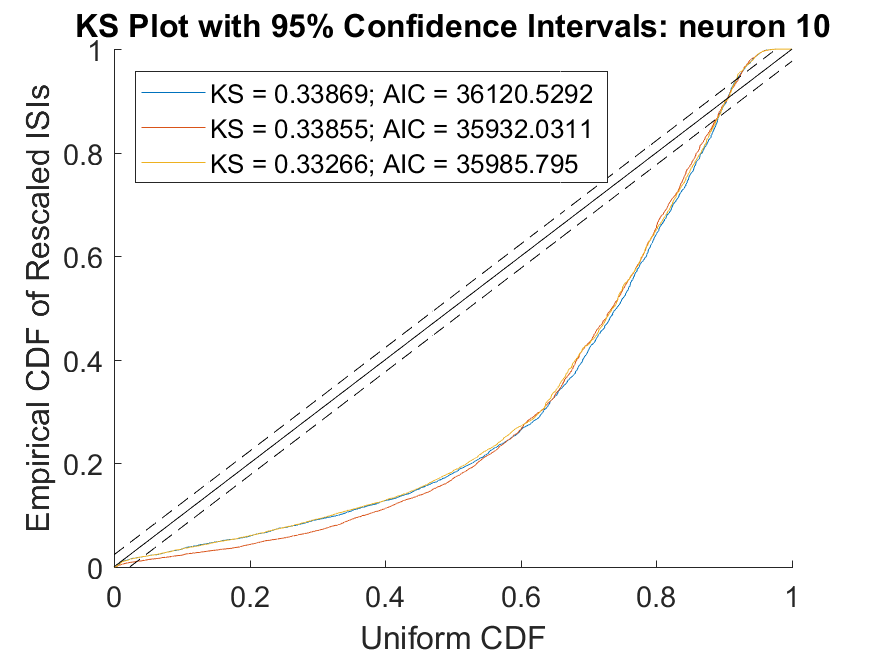 KS Plot with 95% Confidence Intervals: neuron 10
1
KS = 0.33869; AIC = 36120.5292
KS = 0.33855; AIC = 35932.0311
KS = 0.33266; AIC = 35985.795
0.8
0.6
0.4
0.2
0
Empirical CDF of Rescaled ISIs
0 0.2 0.4 0.6 0.8 1
Uniform CDF